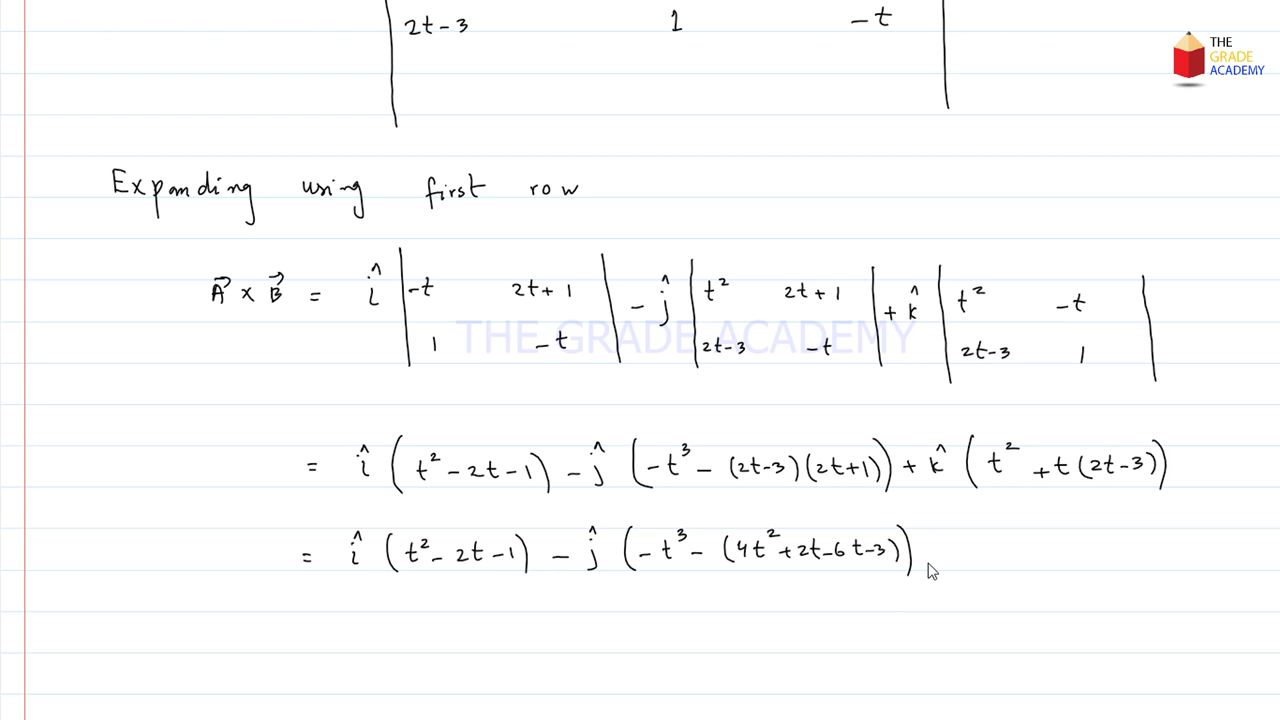 2t-3 1 -t
THE
GRADE
ACADEMY
Expanding using first row
A⃗ × B⃗ = î | -t 2t+1 | - ĵ | t² 2t+1 | + k̂ | t² -t |
| 1 -t | | 2t-3 -t | | 2t-3 1 |
THE GRADE ACADEMY
= î (t² - 2t - 1) - ĵ (-t³ - (2t-3)(2t+1)) + k̂ (t² + t(2t-3))
= î (t² - 2t - 1) - ĵ (-t³ - (4t² + 2t - 6t - 3))